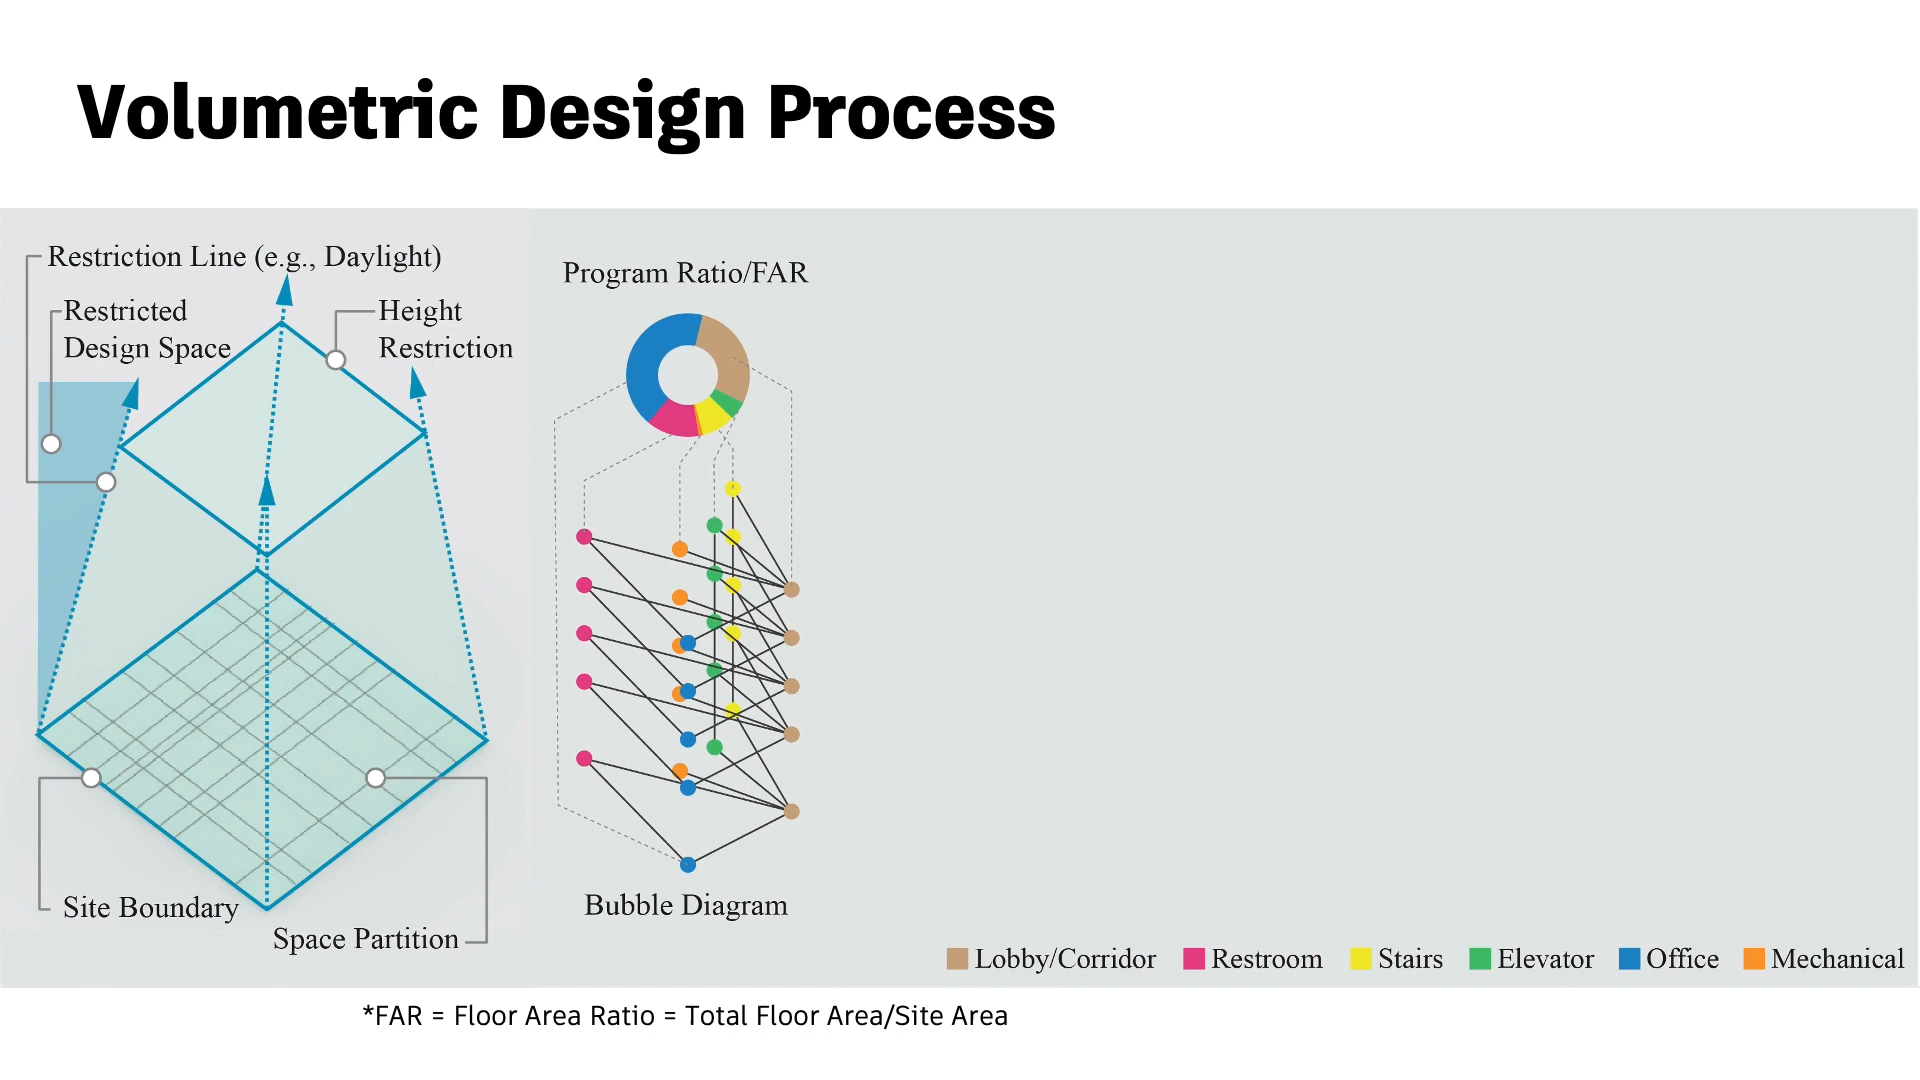 Volumetric Design Process
Restriction Line (e.g., Daylight)
Restricted
Design Space
Height
Restriction
Site Boundary
Space Partition
Program Ratio/FAR
Bubble Diagram
Lobby/Corridor Restroom Stairs Elevator Office Mechanical
*FAR = Floor Area Ratio = Total Floor Area/Site Area